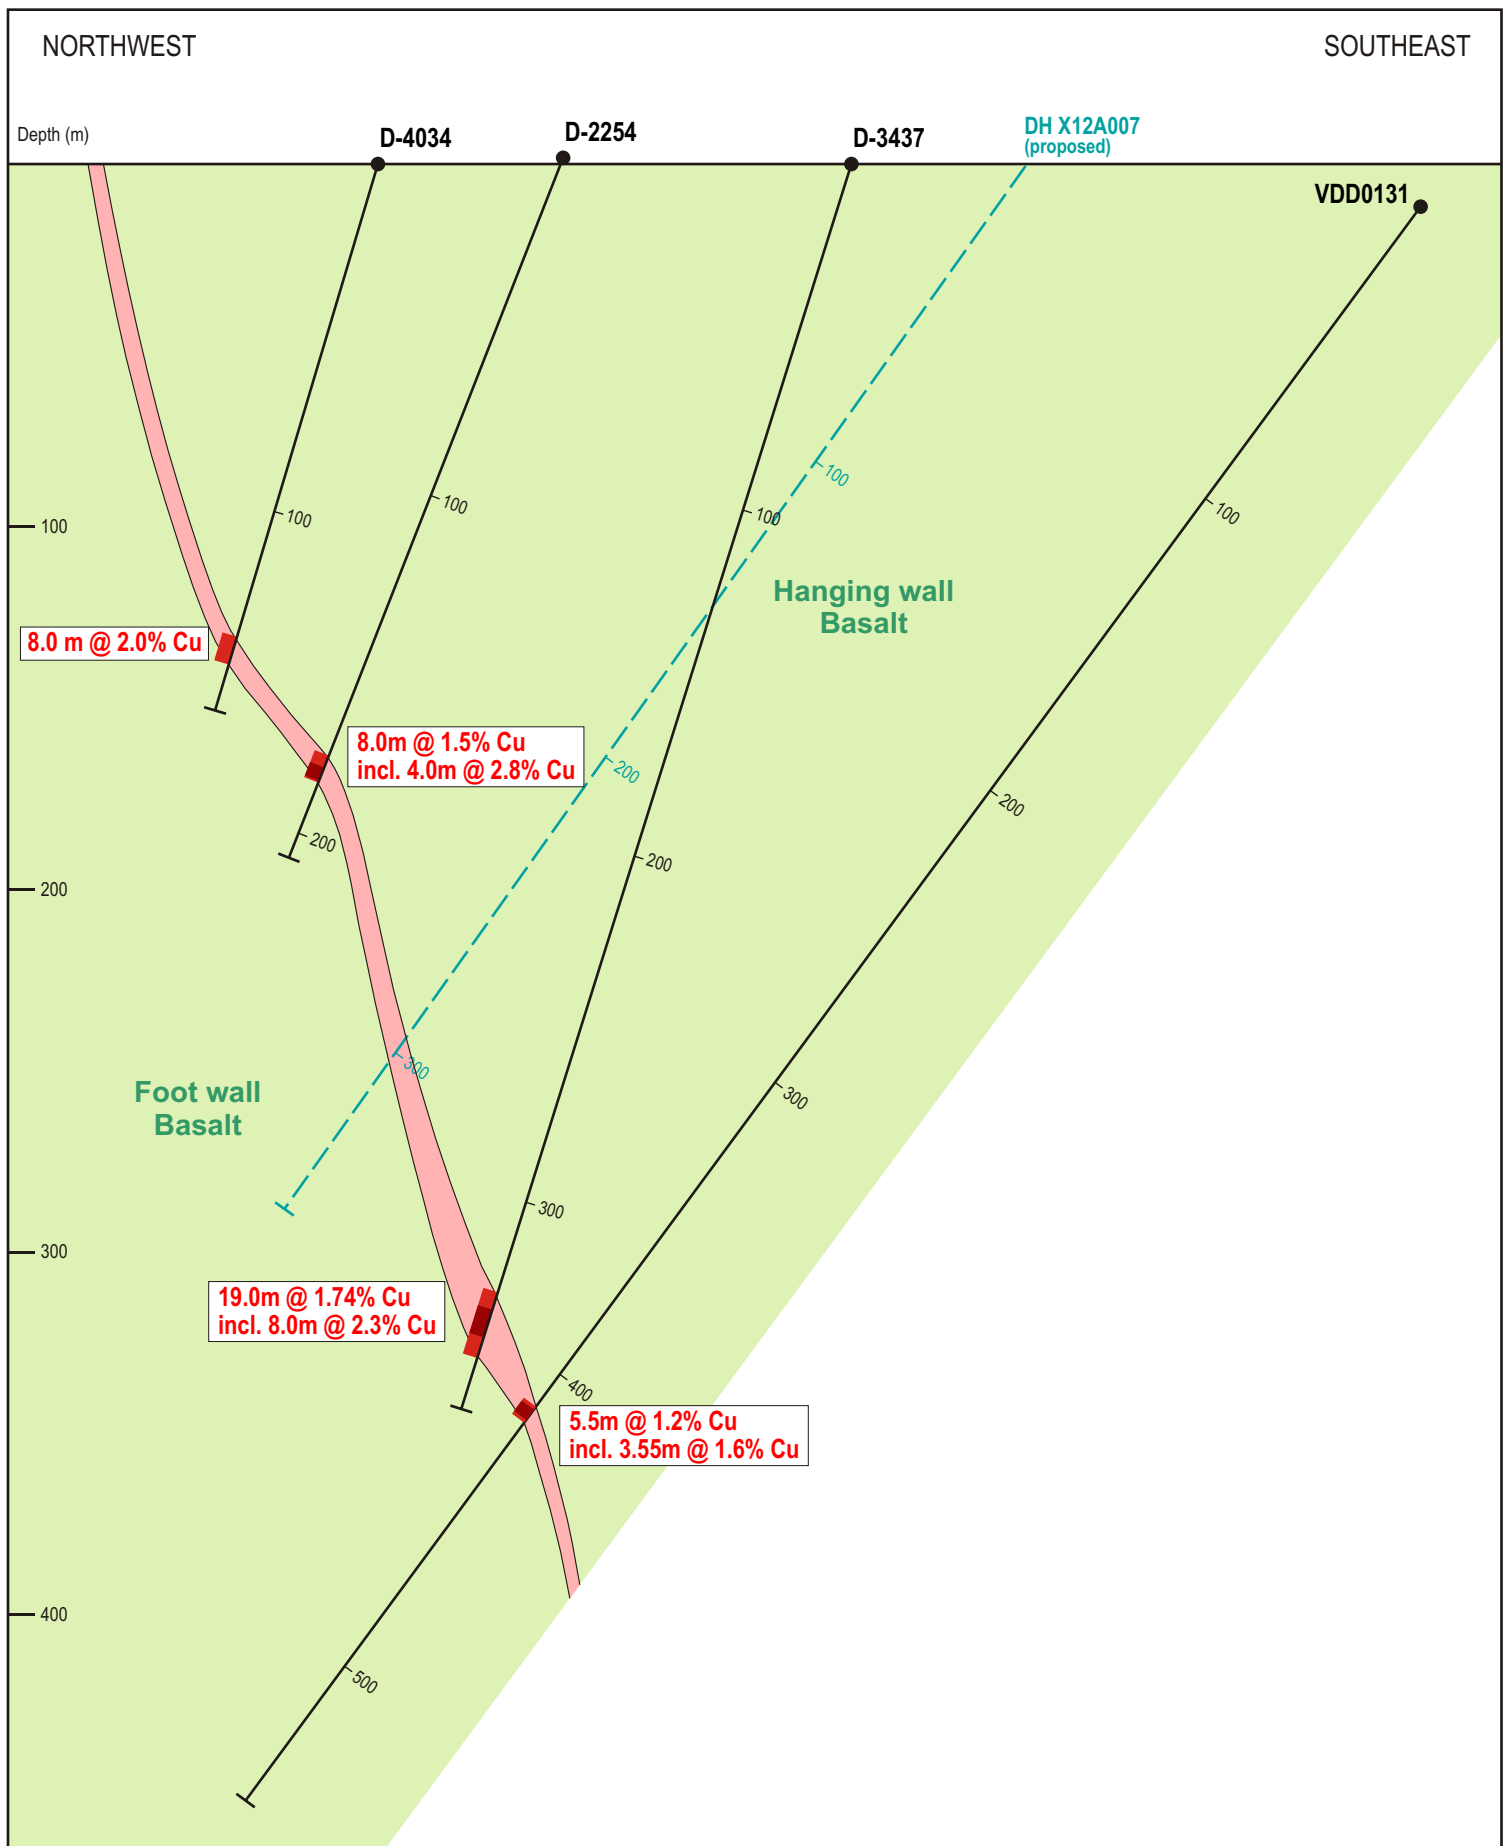 NORTHWEST
SOUTHEAST
Depth (m)
D-4034
D-2254
D-3437
DH X12A007
(proposed)
VDD0131
100
100
100
100
100
100
Hanging wall
Basalt
8.0 m @ 2.0% Cu
8.0m @ 1.5% Cu
incl. 4.0m @ 2.8% Cu
200
200
200
200
200
300
Foot wall
Basalt
300
300
300
19.0m @ 1.74% Cu
incl. 8.0m @ 2.3% Cu
400
5.5m @ 1.2% Cu
incl. 3.55m @ 1.6% Cu
400
500